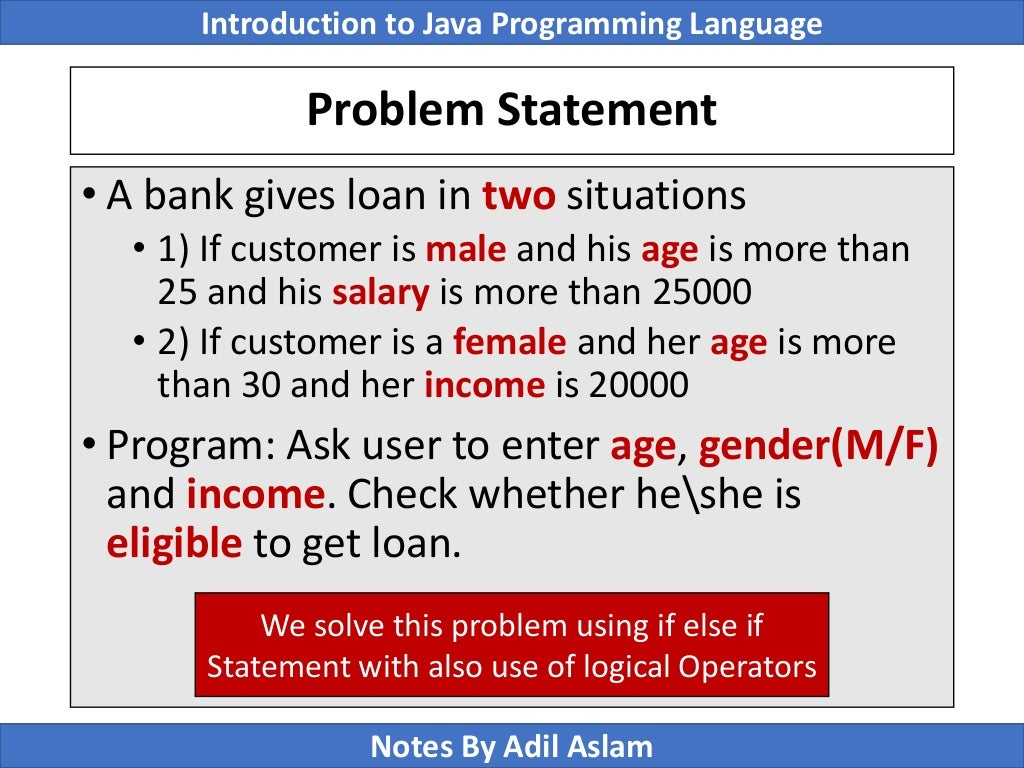 Introduction to Java Programming Language
Problem Statement
• A bank gives loan in two situations
• 1) If customer is male and his age is more than
25 and his salary is more than 25000
• 2) If customer is a female and her age is more
than 30 and her income is 20000
• Program: Ask user to enter age, gender(M/F)
and income. Check whether he\she is
eligible to get loan.
We solve this problem using if else if
Statement with also use of logical Operators
Notes By Adil Aslam